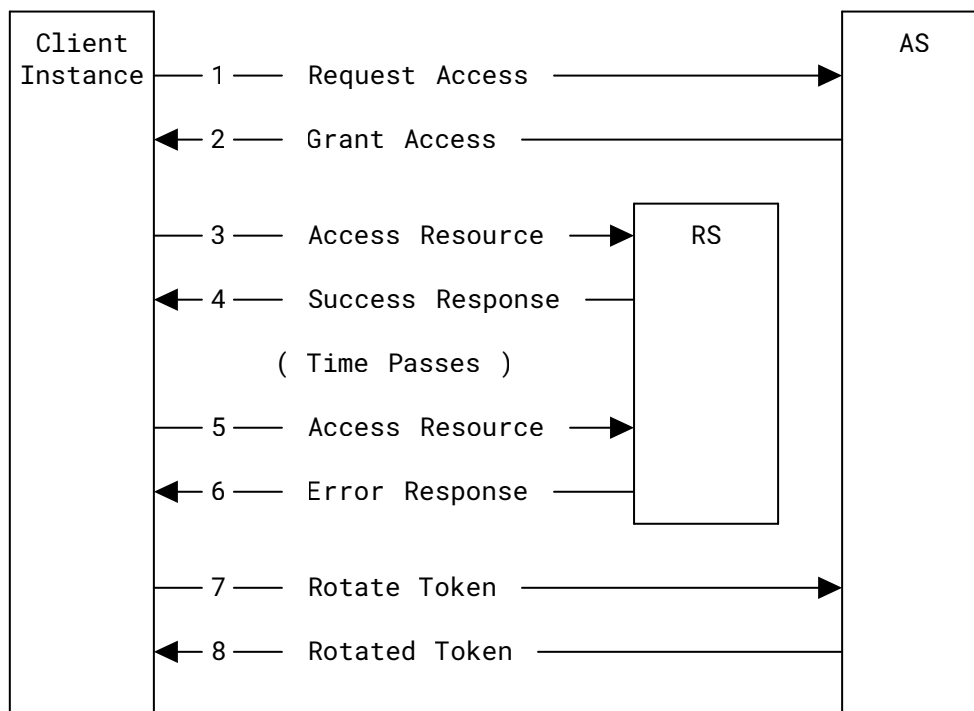 Client
Instance
AS
1 Request Access
2 Grant Access
3 Access Resource
RS
4 Success Response
( Time Passes )
5 Access Resource
6 Error Response
7 Rotate Token
8 Rotated Token